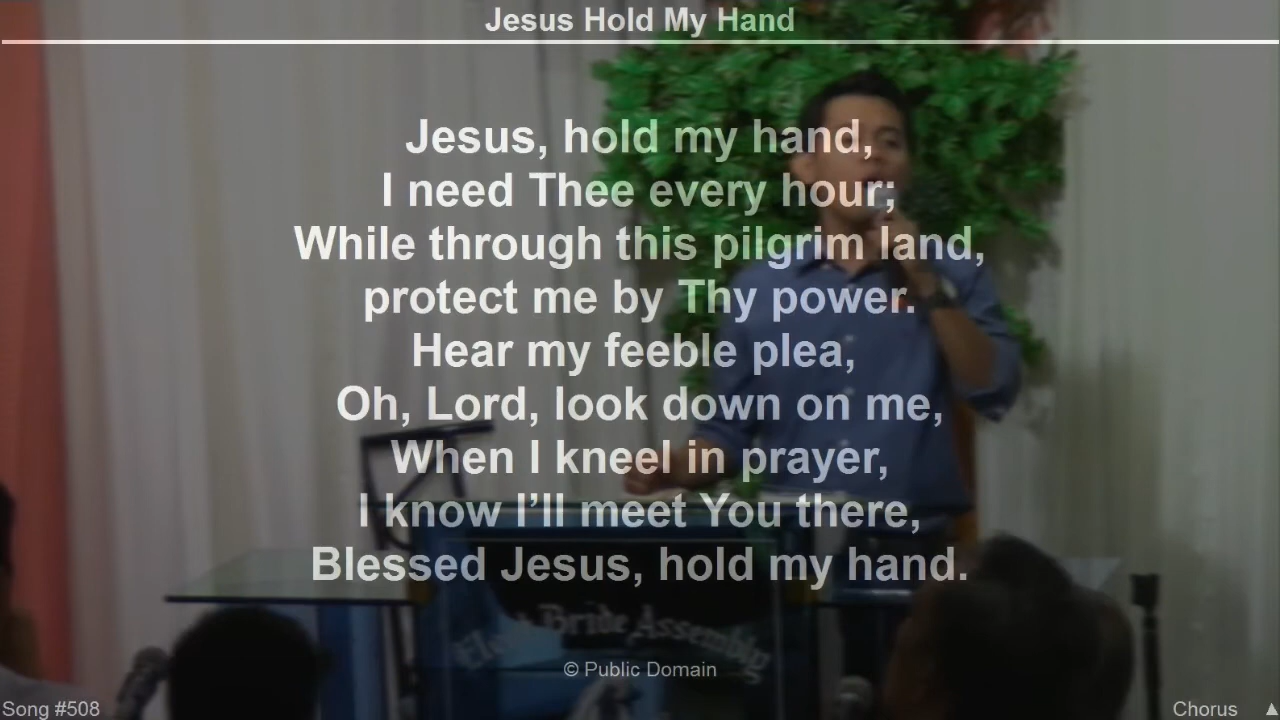 Jesus Hold My Hand
Jesus, hold my hand,
I need Thee every hour;
While through this pilgrim land,
protect me by Thy power.
Hear my feeble plea,
Oh, Lord, look down on me,
When I kneel in prayer,
I know I’ll meet You there,
Blessed Jesus, hold my hand.
Bride Assembly
© Public Domain
Song #508
Chorus ▲